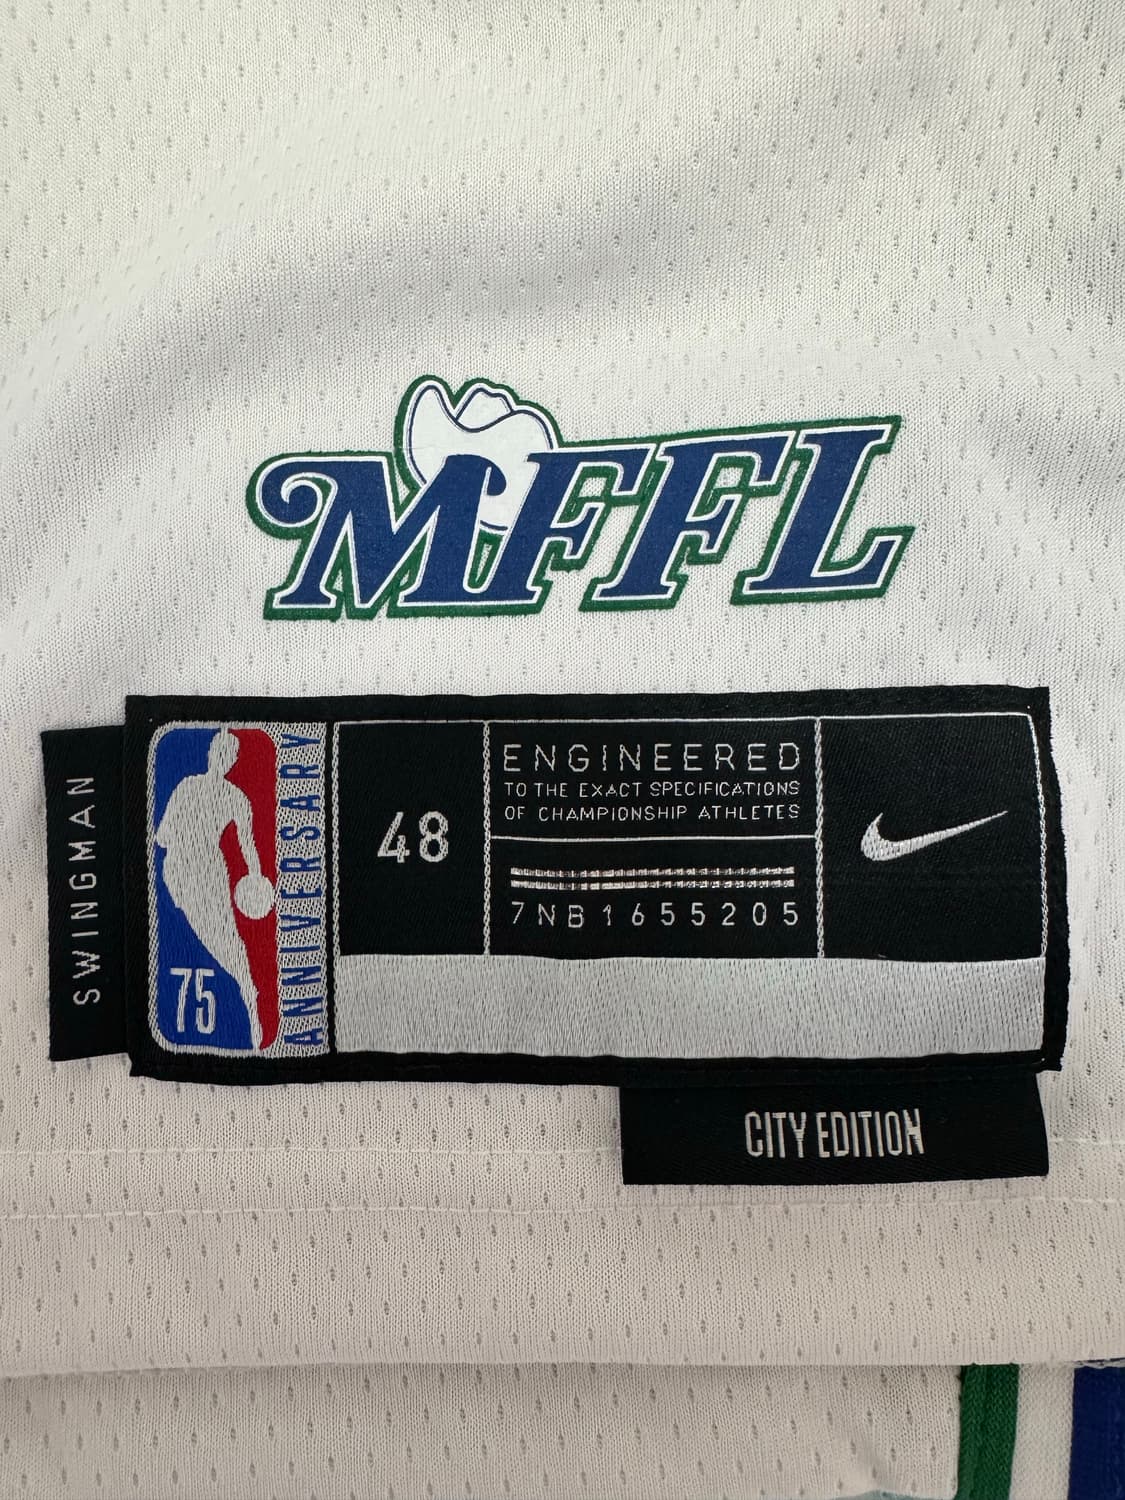 MFFL
SWINGMAN
75
ANNIVERSARY
48
ENGINEERED
TO THE EXACT SPECIFICATIONS
OF CHAMPIONSHIP ATHLETES
7NB1655205
CITY EDITION